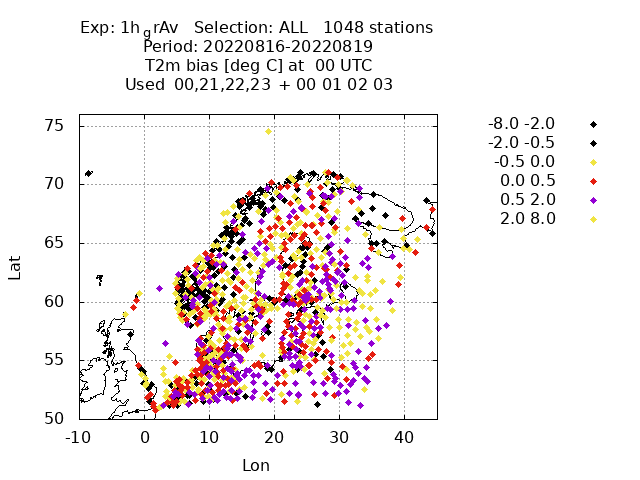 Exp: 1h grAv Selection: ALL 1048 stations
Period: 20220816-20220819
T2m bias [deg C] at 00 UTC
Used 00,21,22,23 + 00 01 02 03
-8.0 -2.0
-2.0 -0.5
-0.5 0.0
0.0 0.5
0.5 2.0
2.0 8.0
75
70
65
60
55
50
Lat
-10 0 10 20 30 40
Lon